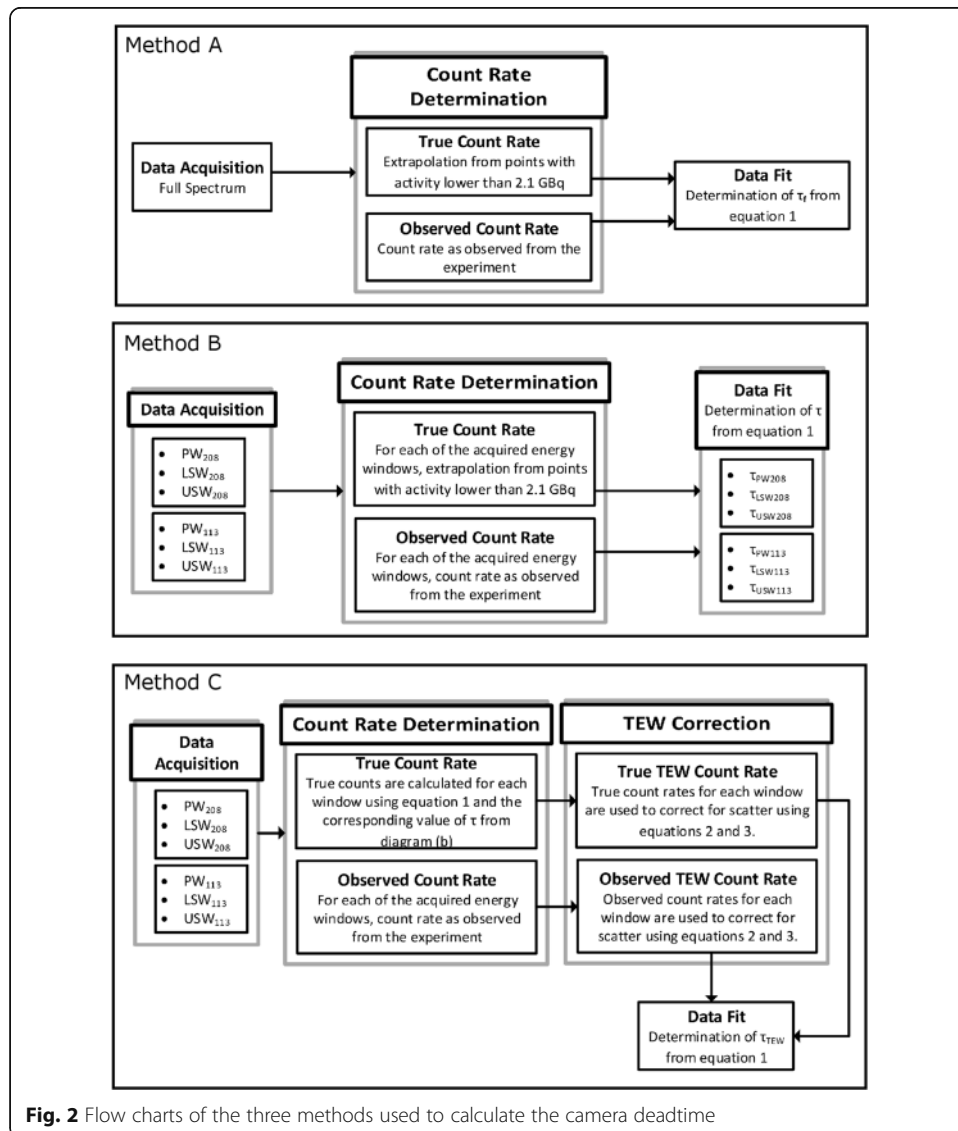 Method A
Count Rate
Determination
True Count Rate
Extrapolation from points with
activity lower than 2.1 GBq
Data Acquisition
Full Spectrum
Observed Count Rate
Count rate as observed from the
experiment
Data Fit
Determination of τf from
equation 1
Method B
Data Acquisition
• PW208
• LSW208
• USW208
• PW113
• LSW113
• USW113
Count Rate Determination
True Count Rate
For each of the acquired energy
windows, extrapolation from points
with activity lower than 2.1 GBq
Observed Count Rate
For each of the acquired energy
windows, count rate as observed
from the experiment
Data Fit
Determination of τ
from equation 1
• τPW208
• τLSW208
• τUSW208
• τPW113
• τLSW113
• τUSW113
Method C
Data
Acquisition
• PW208
• LSW208
• USW208
• PW113
• LSW113
• USW113
Count Rate Determination
True Count Rate
True counts are calculated for each
window using equation 1 and the
corresponding value of τ from
diagram (b)
Observed Count Rate
For each of the acquired energy
windows, count rate as observed
from the experiment
TEW Correction
True TEW Count Rate
True count rates for each window
are used to correct for scatter using
equations 2 and 3.
Observed TEW Count Rate
Observed count rates for each
window are used to correct for
scatter using equations 2 and 3.
Data Fit
Determination of τTEW
from equation 1
Fig. 2 Flow charts of the three methods used to calculate the camera deadtime